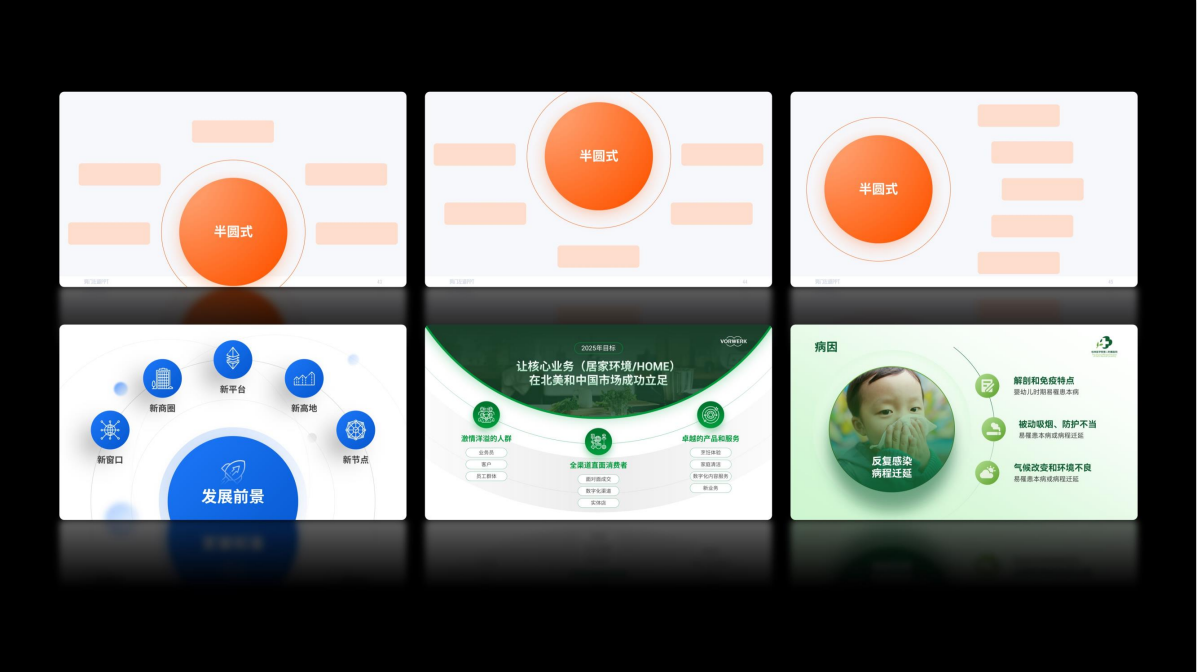 半圆式
半圆式
半圆式
新平台
新商圈
新高地
新窗口
新节点
发展前景
2025年目标
VORWERK
让核心业务（居家环境/HOME）
在北美和中国市场成功立足
激情洋溢的人群
业务员
客户
员工群体
全渠道直面消费者
面对面成交
数字化渠道
实体店
卓越的产品和服务
烹饪体验
家庭清洁
数字化内容服务
新业务
病因
反复感染
病程迁延
解剖和免疫特点
婴幼儿时期易罹患本病
被动吸烟、防护不当
易罹患本病或病程迁延
气候改变和环境不良
易罹患本病或病程迁延